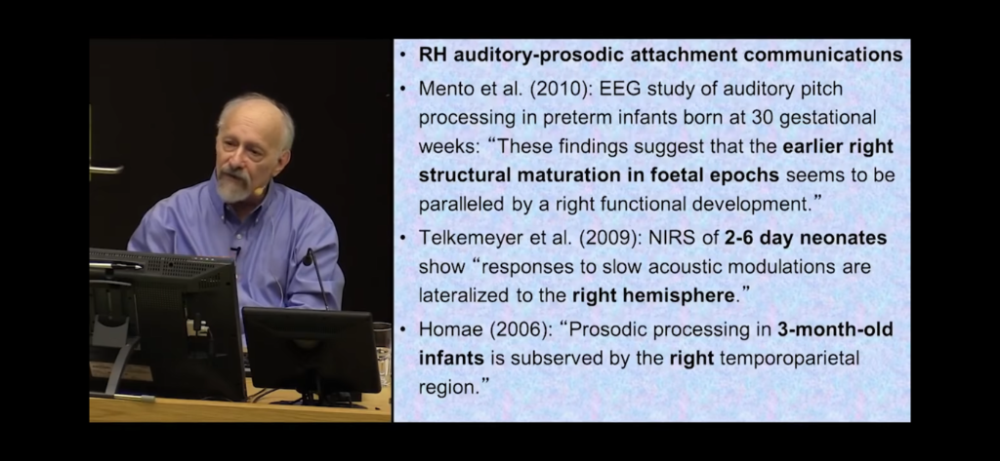 • RH auditory-prosodic attachment communications
• Mento et al. (2010): EEG study of auditory pitch
processing in preterm infants born at 30 gestational
weeks: “These findings suggest that the earlier right
structural maturation in foetal epochs seems to be
paralleled by a right functional development.”
• Telkemeyer et al. (2009): NIRS of 2-6 day neonates
show “responses to slow acoustic modulations are
lateralized to the right hemisphere.”
• Homae (2006): “Prosodic processing in 3-month-old
infants is subserved by the right temporoparietal
region.”